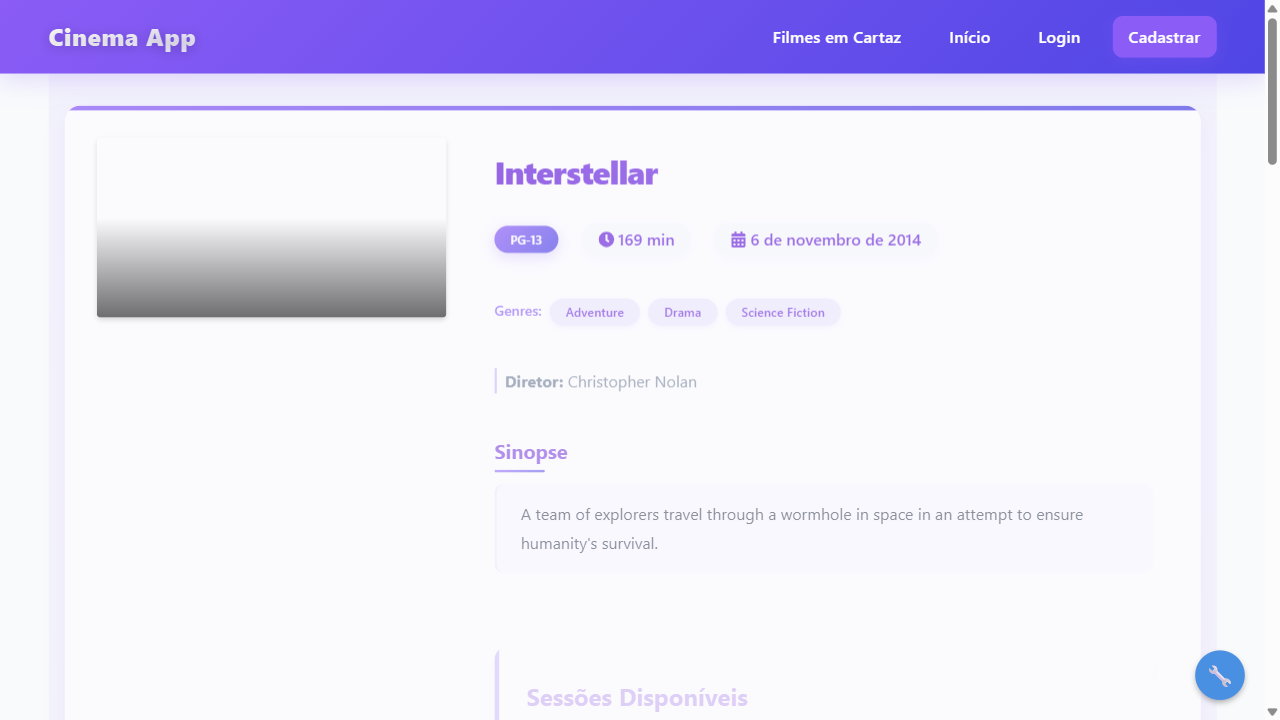 Cinema App
Filmes em Cartaz
Início
Login
Cadastrar
Interstellar
PG-13
169 min
6 de novembro de 2014
Genres:
Adventure
Drama
Science Fiction
Diretor: Christopher Nolan
Sinopse
A team of explorers travel through a wormhole in space in an attempt to ensure
humanity's survival.
Sessões Disponíveis